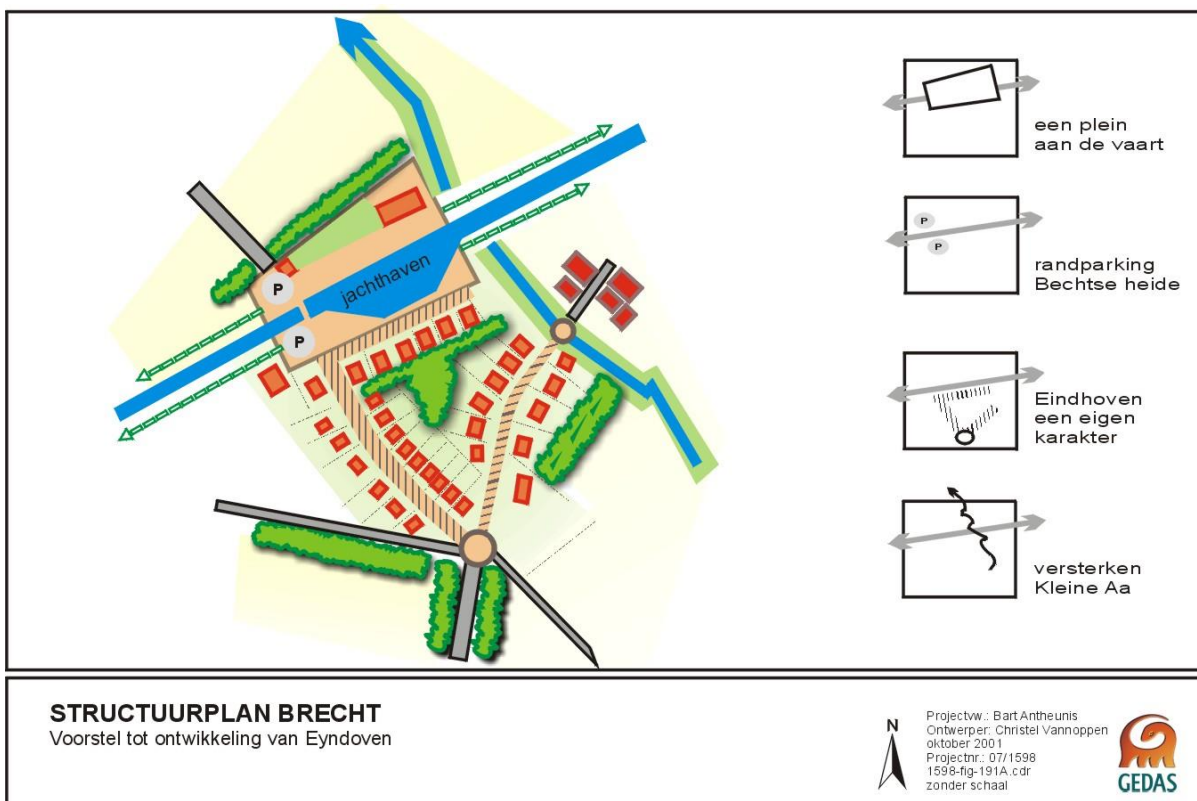 jachthaven
P
P
een plein
aan de vaart
P
P
randparking
Bechtse heide
Eindhoven
een eigen
karakter
versterken
Kleine Aa
STRUCTUURPLAN BRECHT
Voorstel tot ontwikkeling van Eyndoven
N
Projectvw.: Bart Antheunis
Ontwerper: Christel Vannoppen
oktober 2001
Projectnr.: 07/1598
1598-fig-191A.cdr
zonder schaal
GEDAS